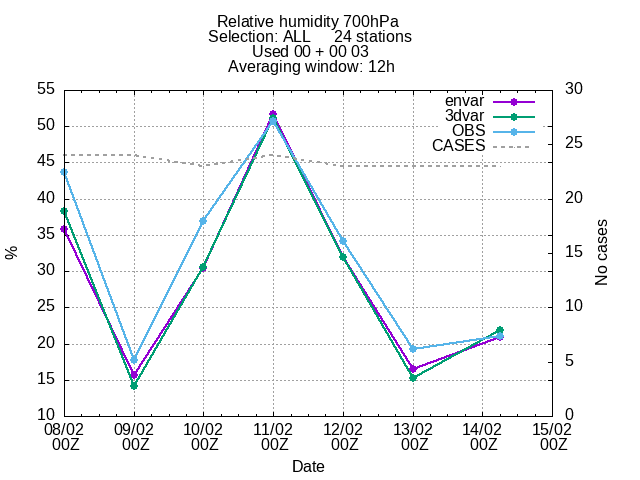 Relative humidity 700hPa
Selection: ALL 24 stations
Used 00 + 00 03
Averaging window: 12h
envar
3dvar
OBS
CASES
55
50
45
40
35
30
25
20
15
10
%
30
25
20
15
10
5
0
No cases
08/02 09/02 10/02 11/02 12/02 13/02 14/02 15/02
00Z 00Z 00Z 00Z 00Z 00Z 00Z 00Z
Date